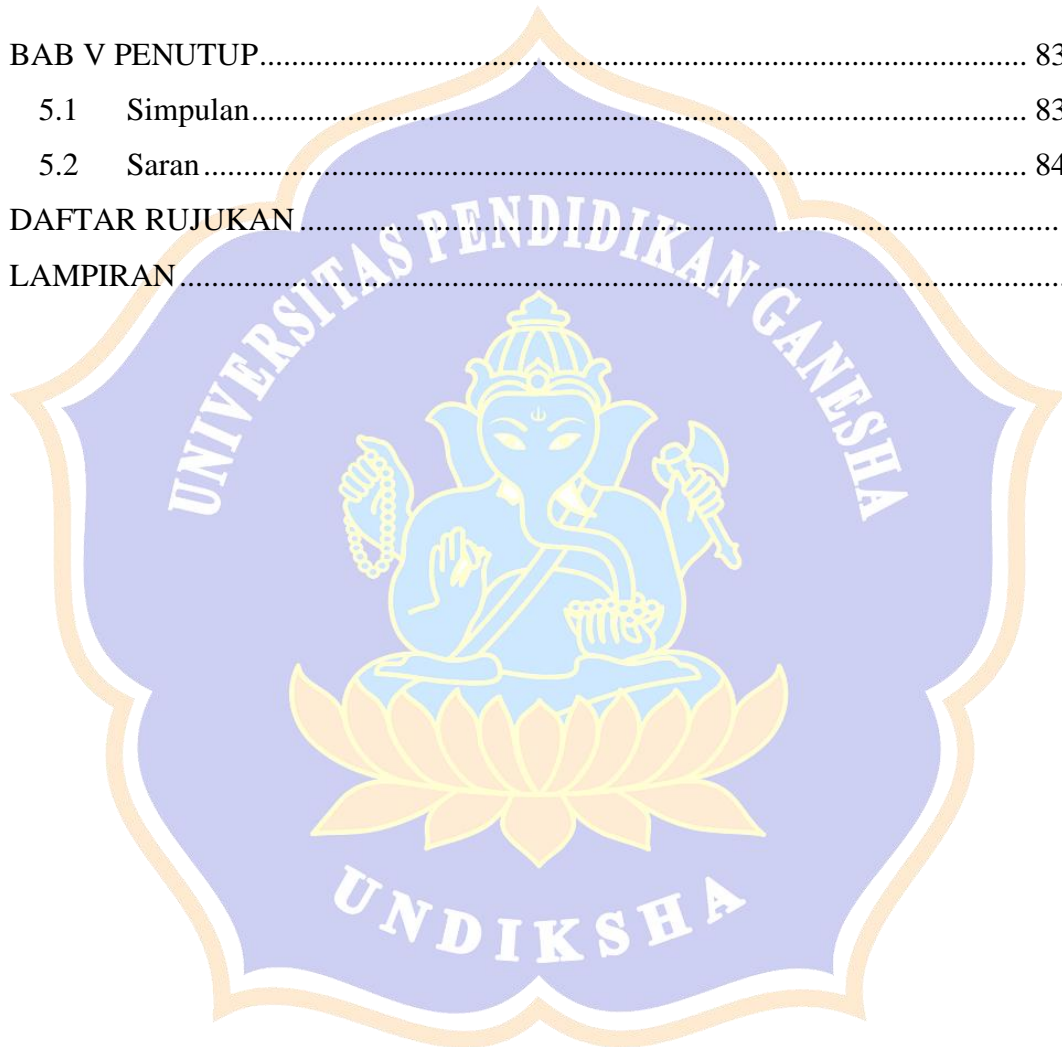 BAB V PENUTUP.................................................................................................. 83
5.1 Simpulan.................................................................................................. 83
5.2 Saran........................................................................................................ 84
DAFTAR RUJUKAN................................................................................................
LAMPIRAN...............................................................................................................
UNIVERSITAS PENDIDIKAN GANESHA
UNDIKSHA